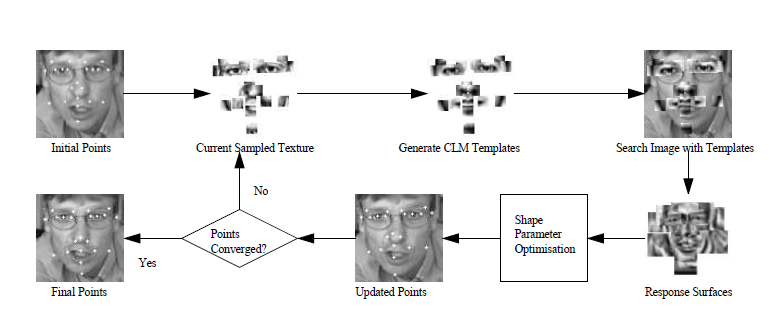 Initial Points
Current Sampled Texture
Generate CLM Templates
Search Image with Templates
No
Shape
Parameter
Optimisation
Points
Converged?
Yes
Final Points
Updated Points
Response Surfaces